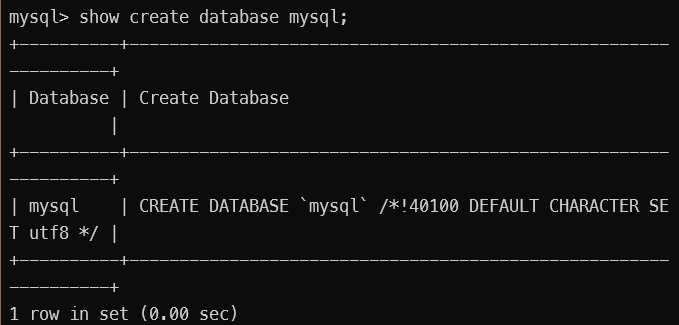 mysql> show create database mysql;
+----------+------------------------------------------------------
----------+
| Database | Create Database
          |
+----------+------------------------------------------------------
----------+
| mysql    | CREATE DATABASE `mysql` /*!40100 DEFAULT CHARACTER SE
T utf8 */ |
+----------+------------------------------------------------------
----------+
1 row in set (0.00 sec)